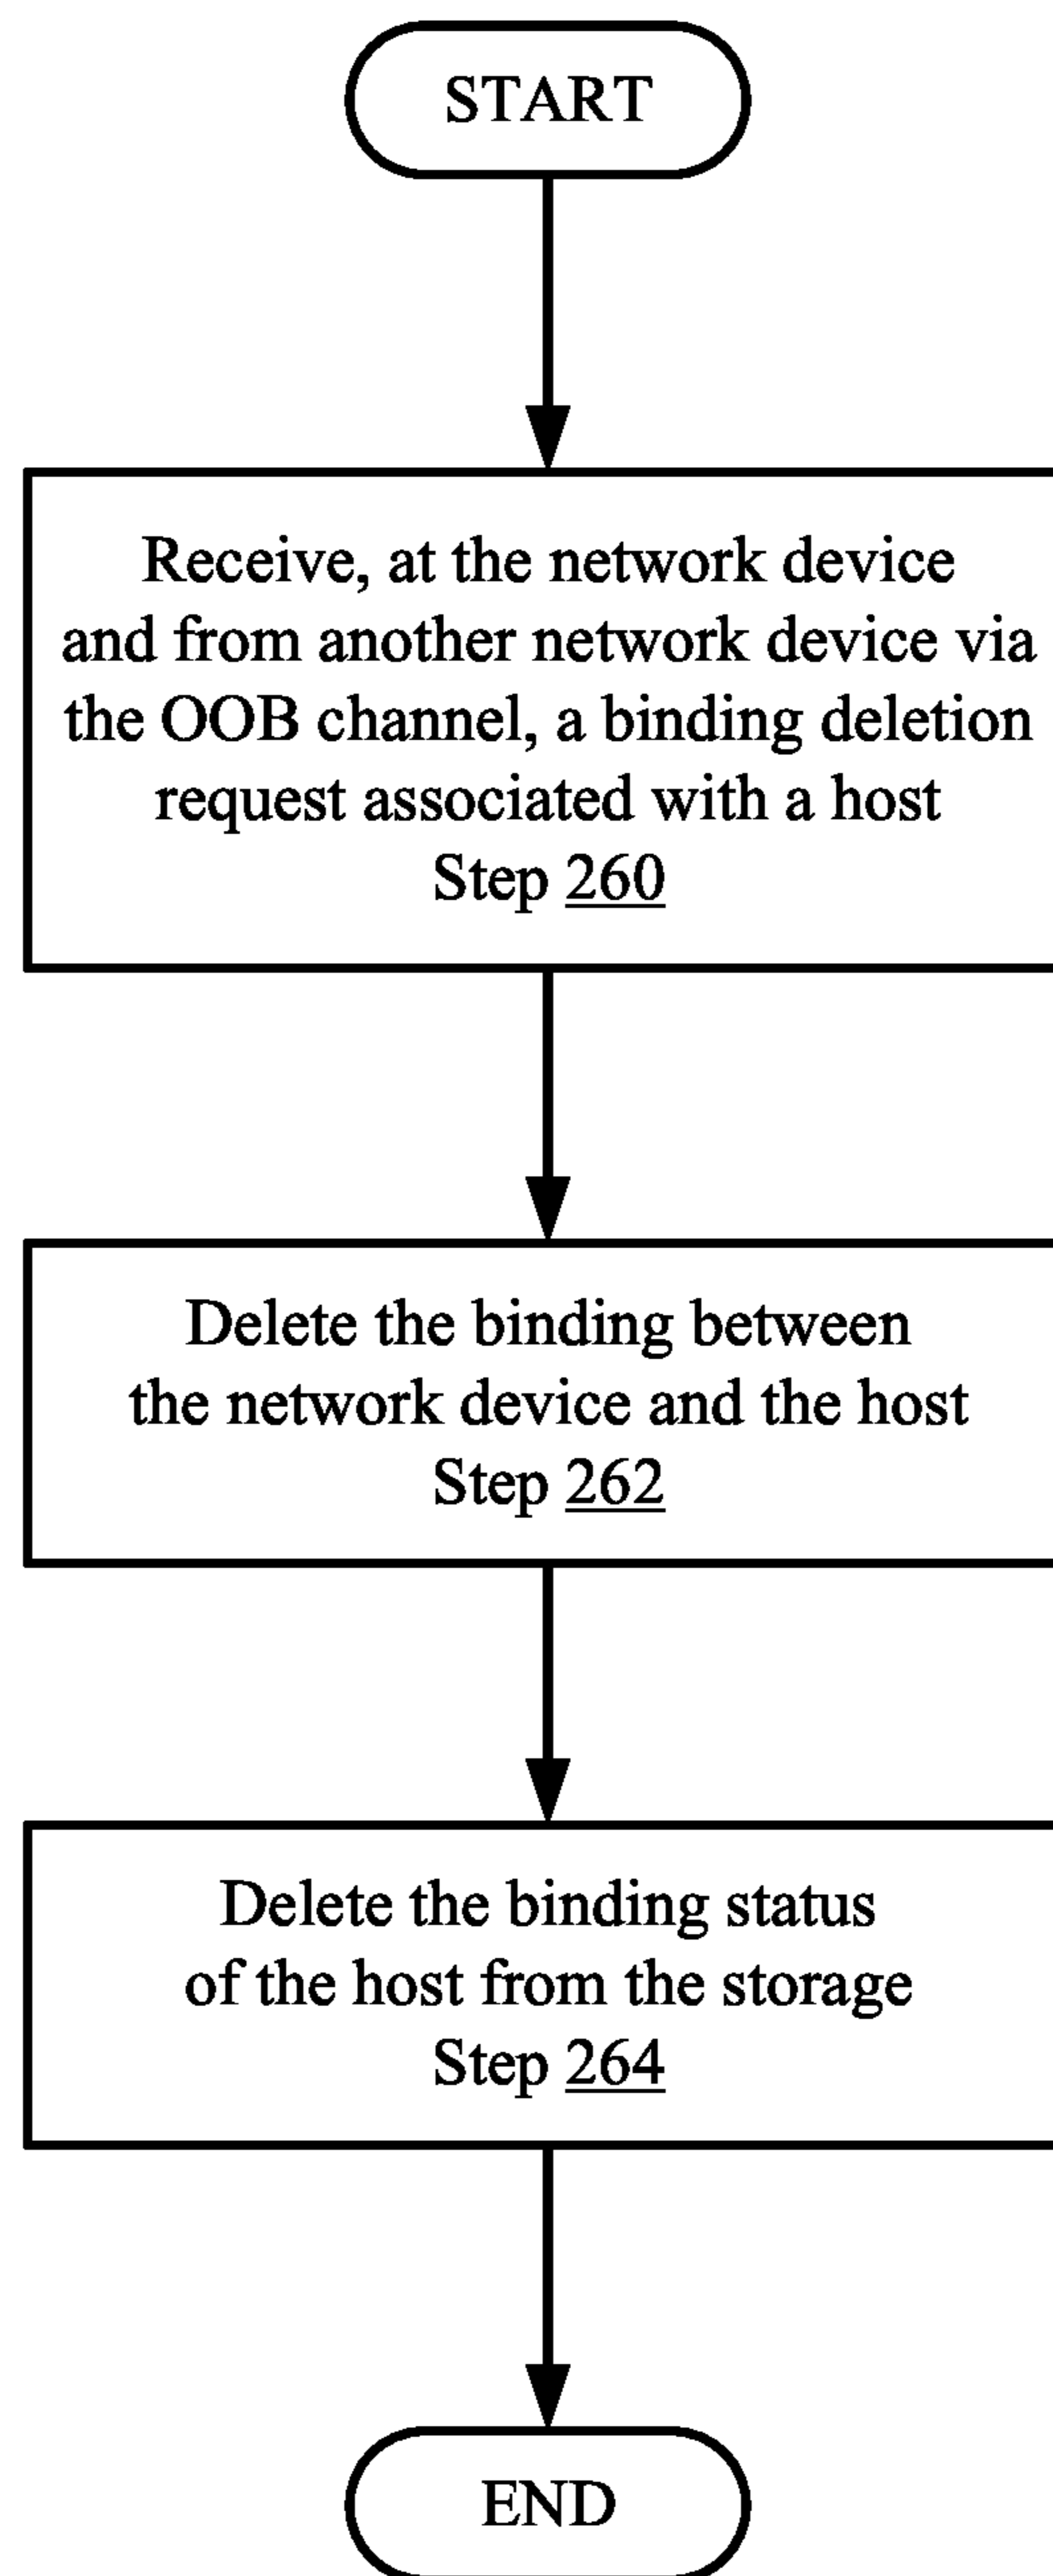 START
Receive, at the network device
and from another network device via
the OOB channel, a binding deletion
request associated with a host
Step 260
Delete the binding between
the network device and the host
Step 262
Delete the binding status
of the host from the storage
Step 264
END